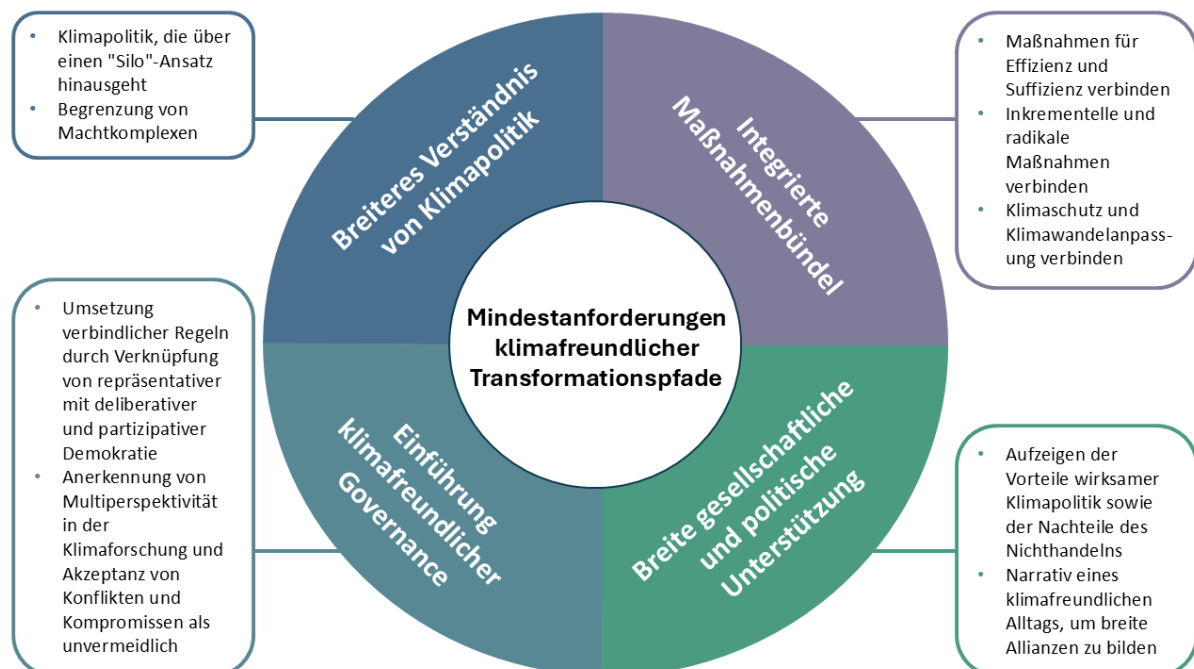 Klimapolitik, die über
einen "Silo"-Ansatz
hinausgeht
Begrenzung von
Machtkomplexen
Breiteres Verständnis
von Klimapolitik
Integrierte
Maßnahmenbündel
Maßnahmen für
Effizienz und
Suffizienz verbinden
Inkrementelle und
radikale
Maßnahmen
verbinden
Klimaschutz und
Klimawandelanpass-
ung verbinden
Mindestanforderungen
klimafreundlicher
Transformationspfade
Umsetzung
verbindlicher Regeln
durch Verknüpfung
von repräsentativer
mit deliberativer
und partizipativer
Demokratie
Anerkennung von
Multiperspektivität
in der
Klimaforschung und
Akzeptanz von
Konflikten und
Kompromissen als
unvermeidlich
Einführung
klimafreundlicher
Governance
Breite gesellschaftliche
und politische
Unterstützung
Aufzeigen der
Vorteile wirksamer
Klimapolitik sowie
der Nachteile des
Nichthandelns
Narrativ eines
klimafreundlichen
Alltags, um breite
Allianzen zu bilden